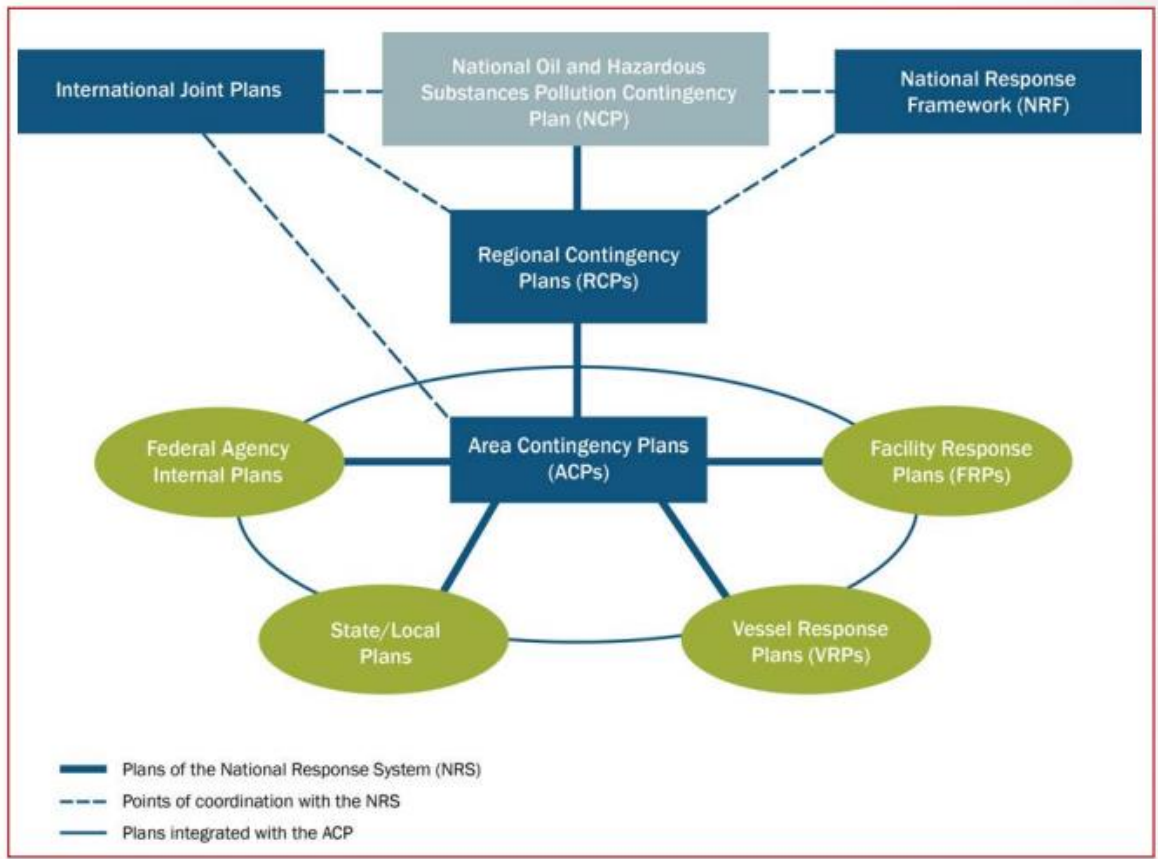 International Joint Plans
National Oil and Hazardous
Substances Pollution Contingency
Plan (NCP)
National Response
Framework (NRF)
Regional Contingency
Plans (RCPs)
Federal Agency
Internal Plans
Area Contingency Plans
(ACPs)
Facility Response
Plans (FRPs)
State/Local
Plans
Vessel Response
Plans (VRPs)
Plans of the National Response System (NRS)
Points of coordination with the NRS
Plans integrated with the ACP